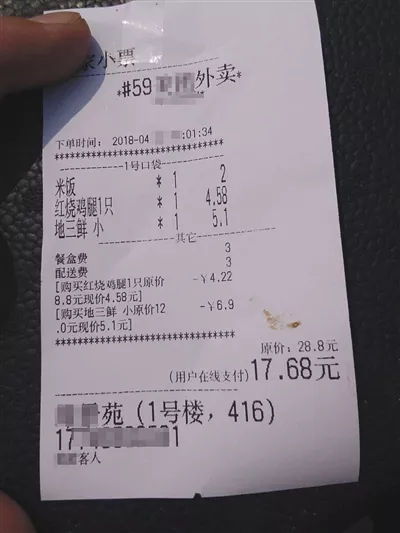 家小票
*#59 外卖*
下单时间: 2018-04 :01:34
********************************
1号口袋
米饭 * 1 2
红烧鸡腿1只 * 1 4.58
地三鲜 小 * 1 5.1
其它
餐盒费 3
配送费 3
[购买红烧鸡腿1只原价 -￥4.22
8.8元现价4.58元]
[购买地三鲜 小原价12 -￥6.9
.0元现价5.1元]
********************************
原价: 28.8元
(用户在线支付)17.68元
苑 (1号楼, 416)
17 1
客人